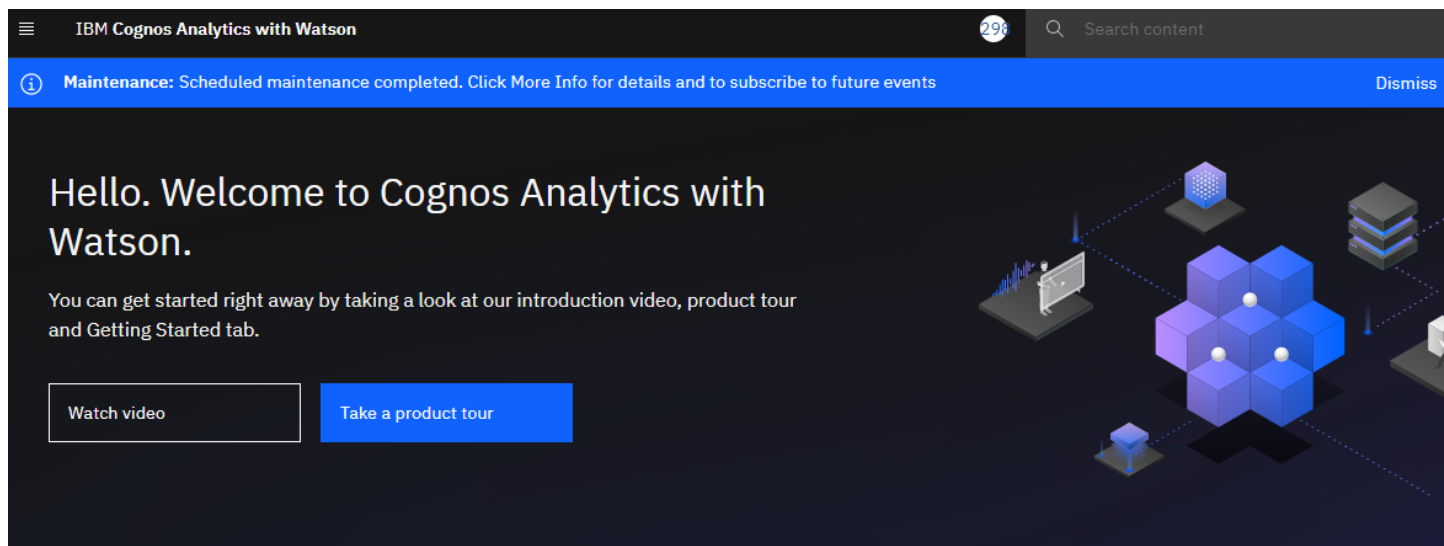 IBM Cognos Analytics with Watson
298
Search content
Maintenance: Scheduled maintenance completed. Click More Info for details and to subscribe to future events
Dismiss
Hello. Welcome to Cognos Analytics with
Watson.
You can get started right away by taking a look at our introduction video, product tour
and Getting Started tab.
Watch video
Take a product tour